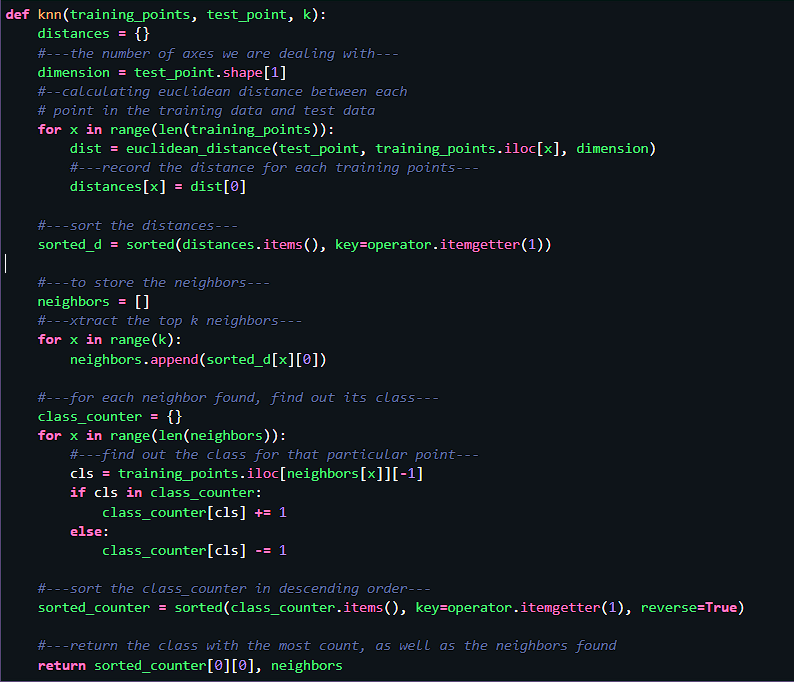 def knn(training_points, test_point, k):
    distances = {}
    #---the number of axes we are dealing with---
    dimension = test_point.shape[1]
    #--calculating euclidean distance between each
    # point in the training data and test data
    for x in range(len(training_points)):
        dist = euclidean_distance(test_point, training_points.iloc[x], dimension)
        #---record the distance for each training points---
        distances[x] = dist[0]

    #---sort the distances---
    sorted_d = sorted(distances.items(), key=operator.itemgetter(1))

    #---to store the neighbors---
    neighbors = []
    #---xtract the top k neighbors---
    for x in range(k):
        neighbors.append(sorted_d[x][0])

    #---for each neighbor found, find out its class---
    class_counter = {}
    for x in range(len(neighbors)):
        #---find out the class for that particular point---
        cls = training_points.iloc[neighbors[x]][-1]
        if cls in class_counter:
            class_counter[cls] += 1
        else:
            class_counter[cls] -= 1

    #---sort the class_counter in descending order---
    sorted_counter = sorted(class_counter.items(), key=operator.itemgetter(1), reverse=True)

    #---return the class with the most count, as well as the neighbors found
    return sorted_counter[0][0], neighbors